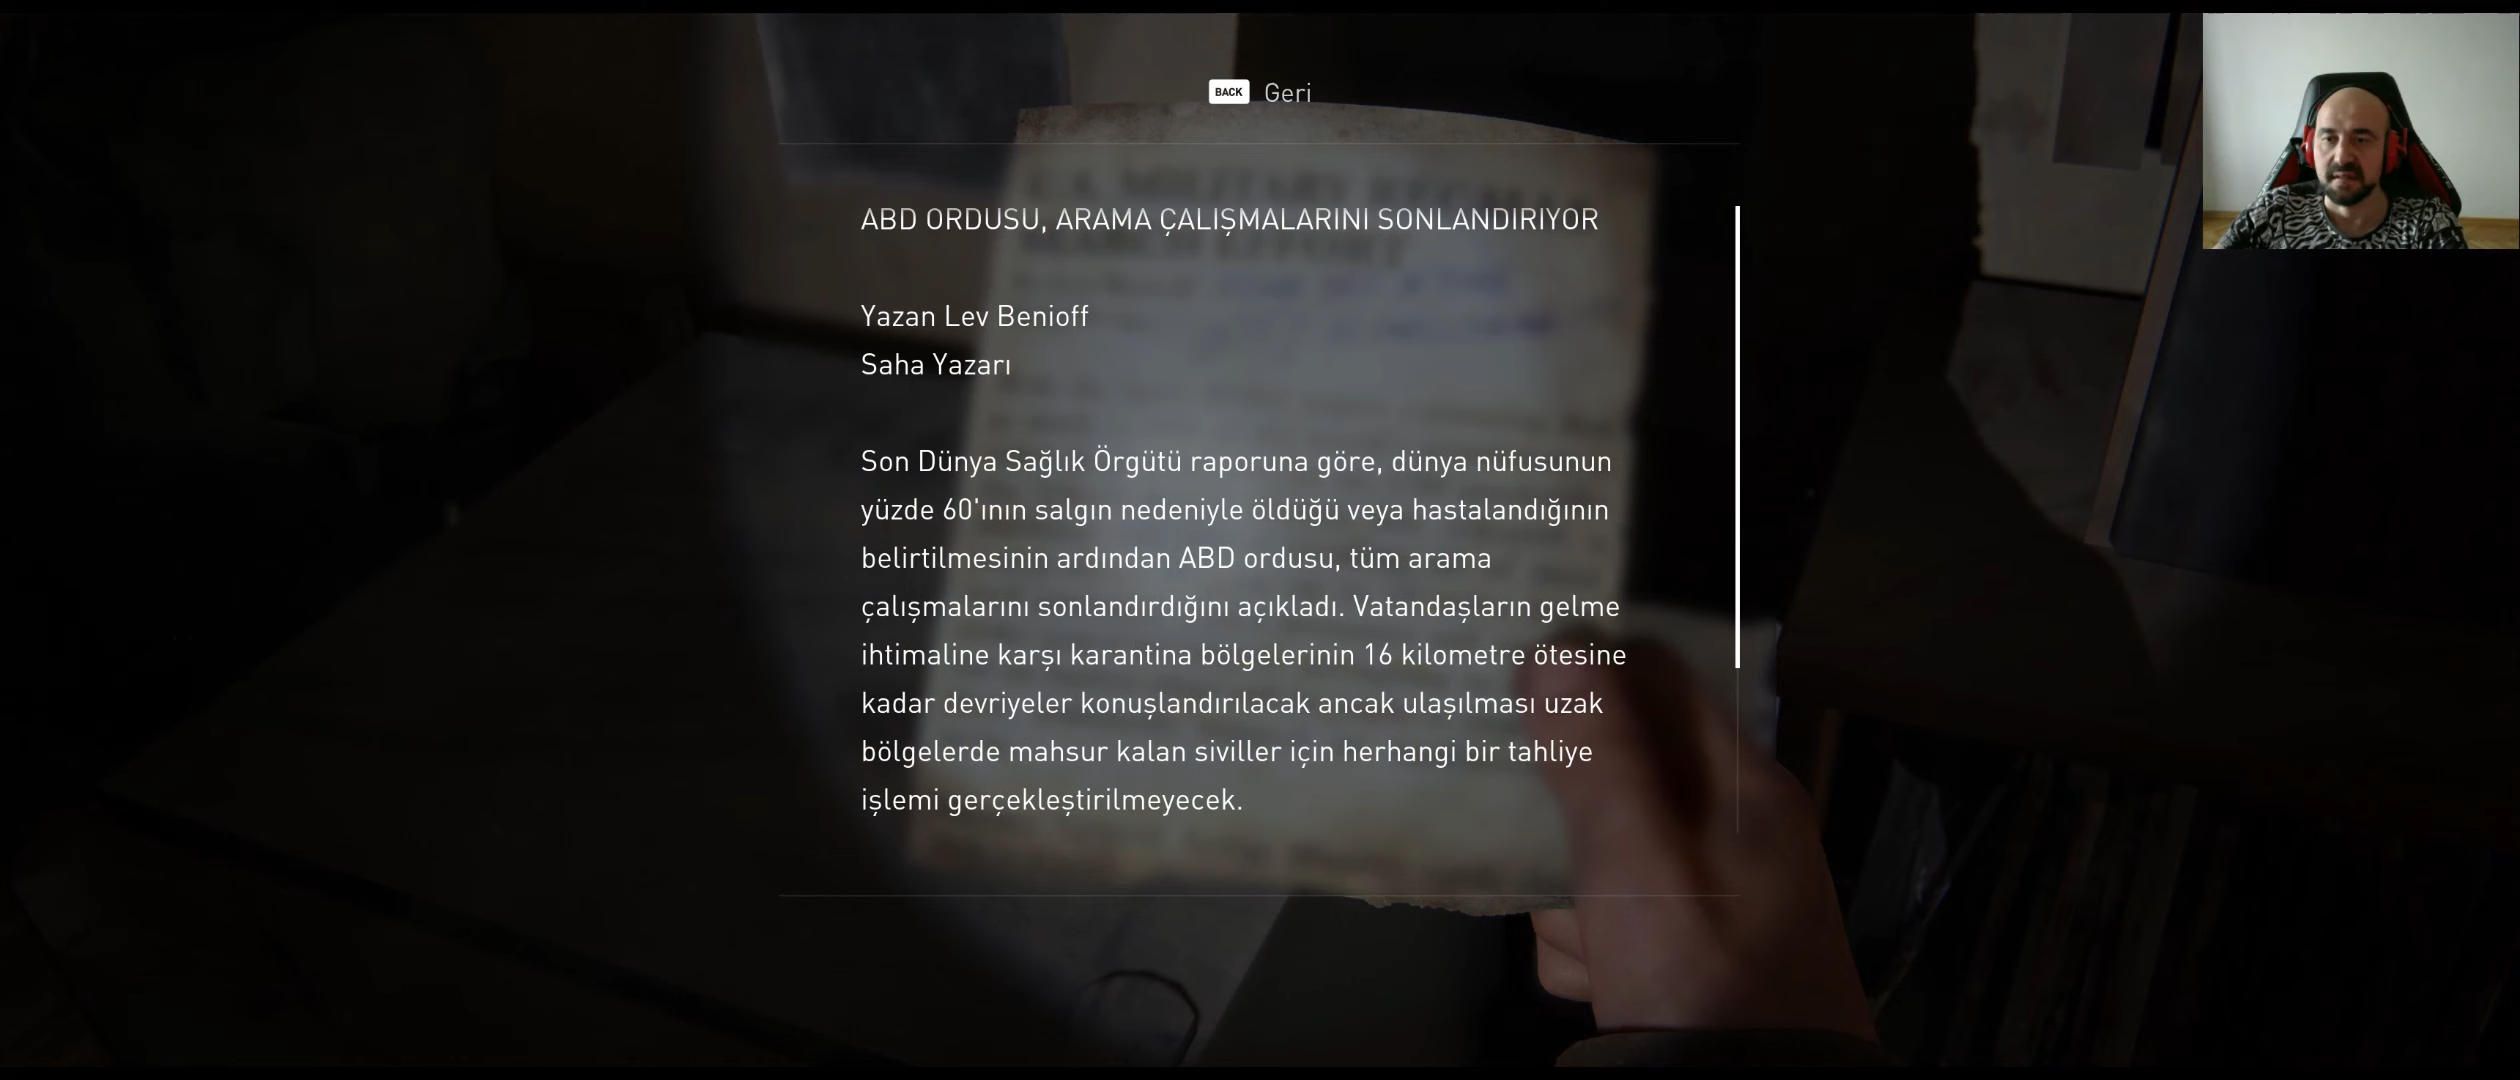 BACK Geri
ABD ORDUSU, ARAMA ÇALIŞMALARINI SONLANDIRIYOR
Yazan Lev Benioff
Saha Yazarı
Son Dünya Sağlık Örgütü raporuna göre, dünya nüfusunun
yüzde 60'ının salgın nedeniyle öldüğü veya hastalandığının
belirtilmesinin ardından ABD ordusu, tüm arama
çalışmalarını sonlandırdığını açıkladı. Vatandaşların gelme
ihtimaline karşı karantina bölgelerinin 16 kilometre ötesine
kadar devriyeler konuşlandırılacak ancak ulaşılması uzak
bölgelerde mahsur kalan siviller için herhangi bir tahliye
işlemi gerçekleştirilmeyecek.